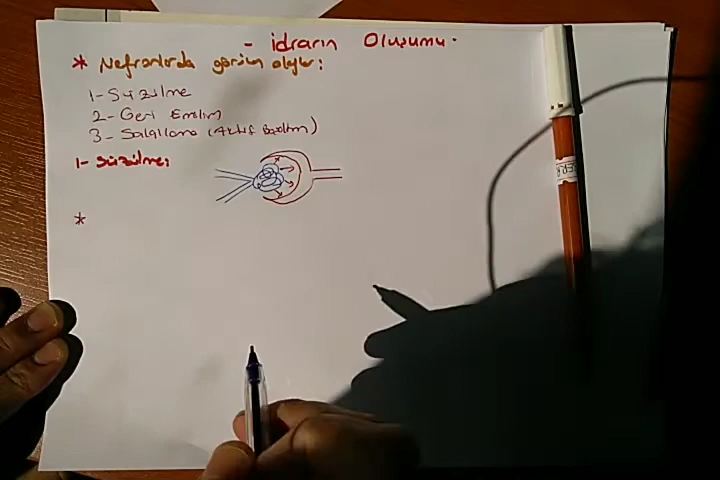 - idrarın Oluşumu.
* Nefronlarda görülen olaylar:
1- Süzülme
2- Geri Emilim
3- Salgılama (Aktif Boşaltım)
1- Süzülme:
*